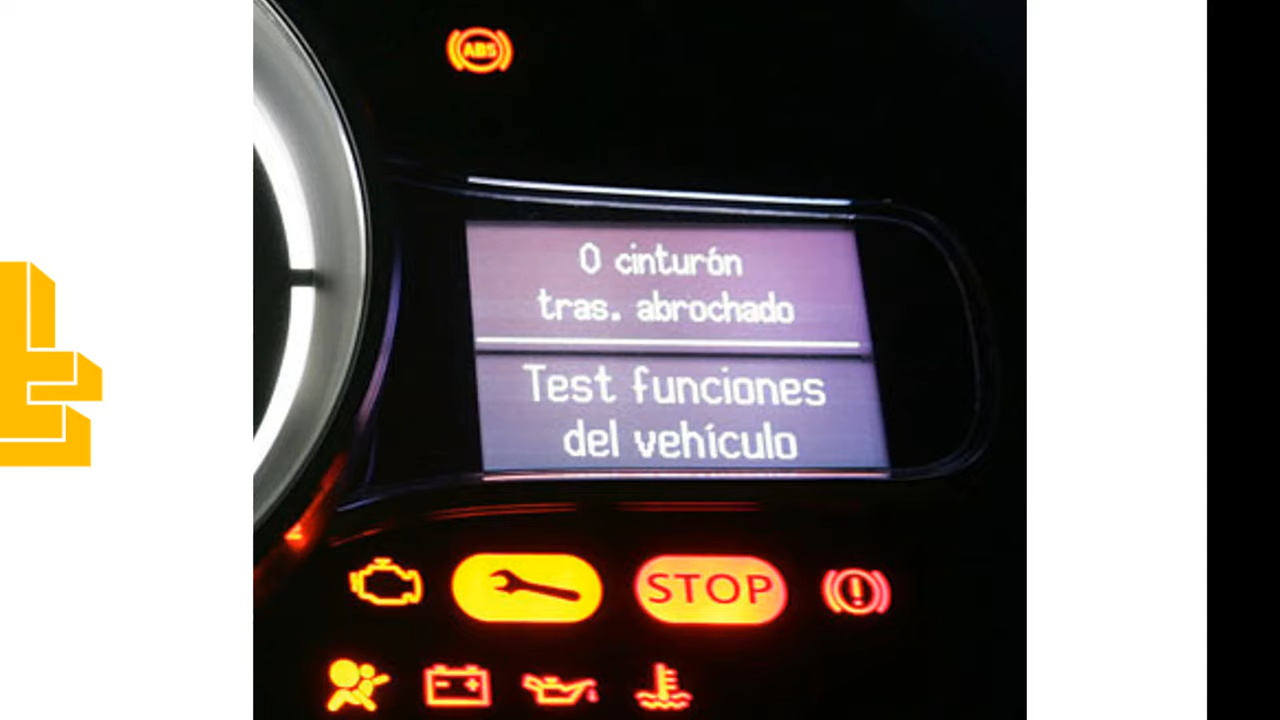 ABS
0 cinturón
tras. abrochado
Test funciones
del vehículo
STOP